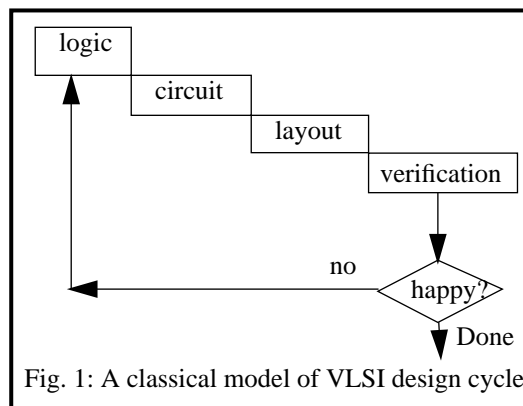 logic
circuit
layout
verification
no
happy?
Done
Fig. 1: A classical model of VLSI design cycle